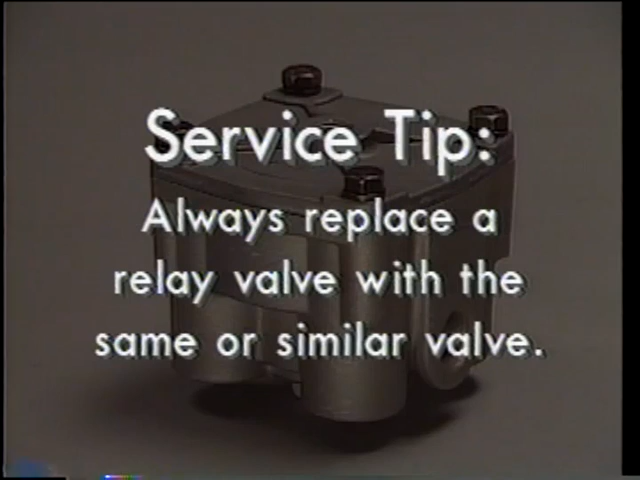 Service Tip:
Always replace a
relay valve with the
same or similar valve.